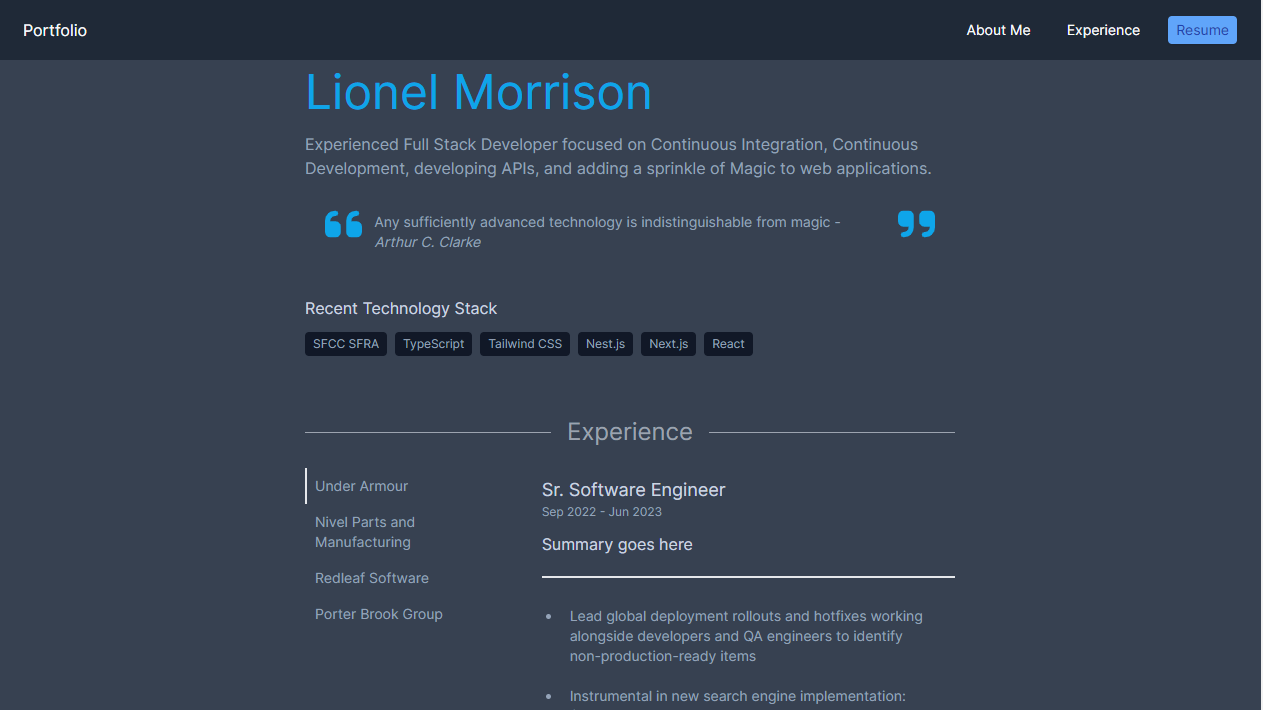 Portfolio
About Me
Experience
Resume
Lionel Morrison
Experienced Full Stack Developer focused on Continuous Integration, Continuous
Development, developing APIs, and adding a sprinkle of Magic to web applications.
Any sufficiently advanced technology is indistinguishable from magic -
Arthur C. Clarke
Recent Technology Stack
SFCC SFRA
TypeScript
Tailwind CSS
Nest.js
Next.js
React
Experience
Under Armour
Nivel Parts and
Manufacturing
Redleaf Software
Porter Brook Group
Sr. Software Engineer
Sep 2022 - Jun 2023
Summary goes here
• Lead global deployment rollouts and hotfixes working
alongside developers and QA engineers to identify
non-production-ready items
• Instrumental in new search engine implementation: